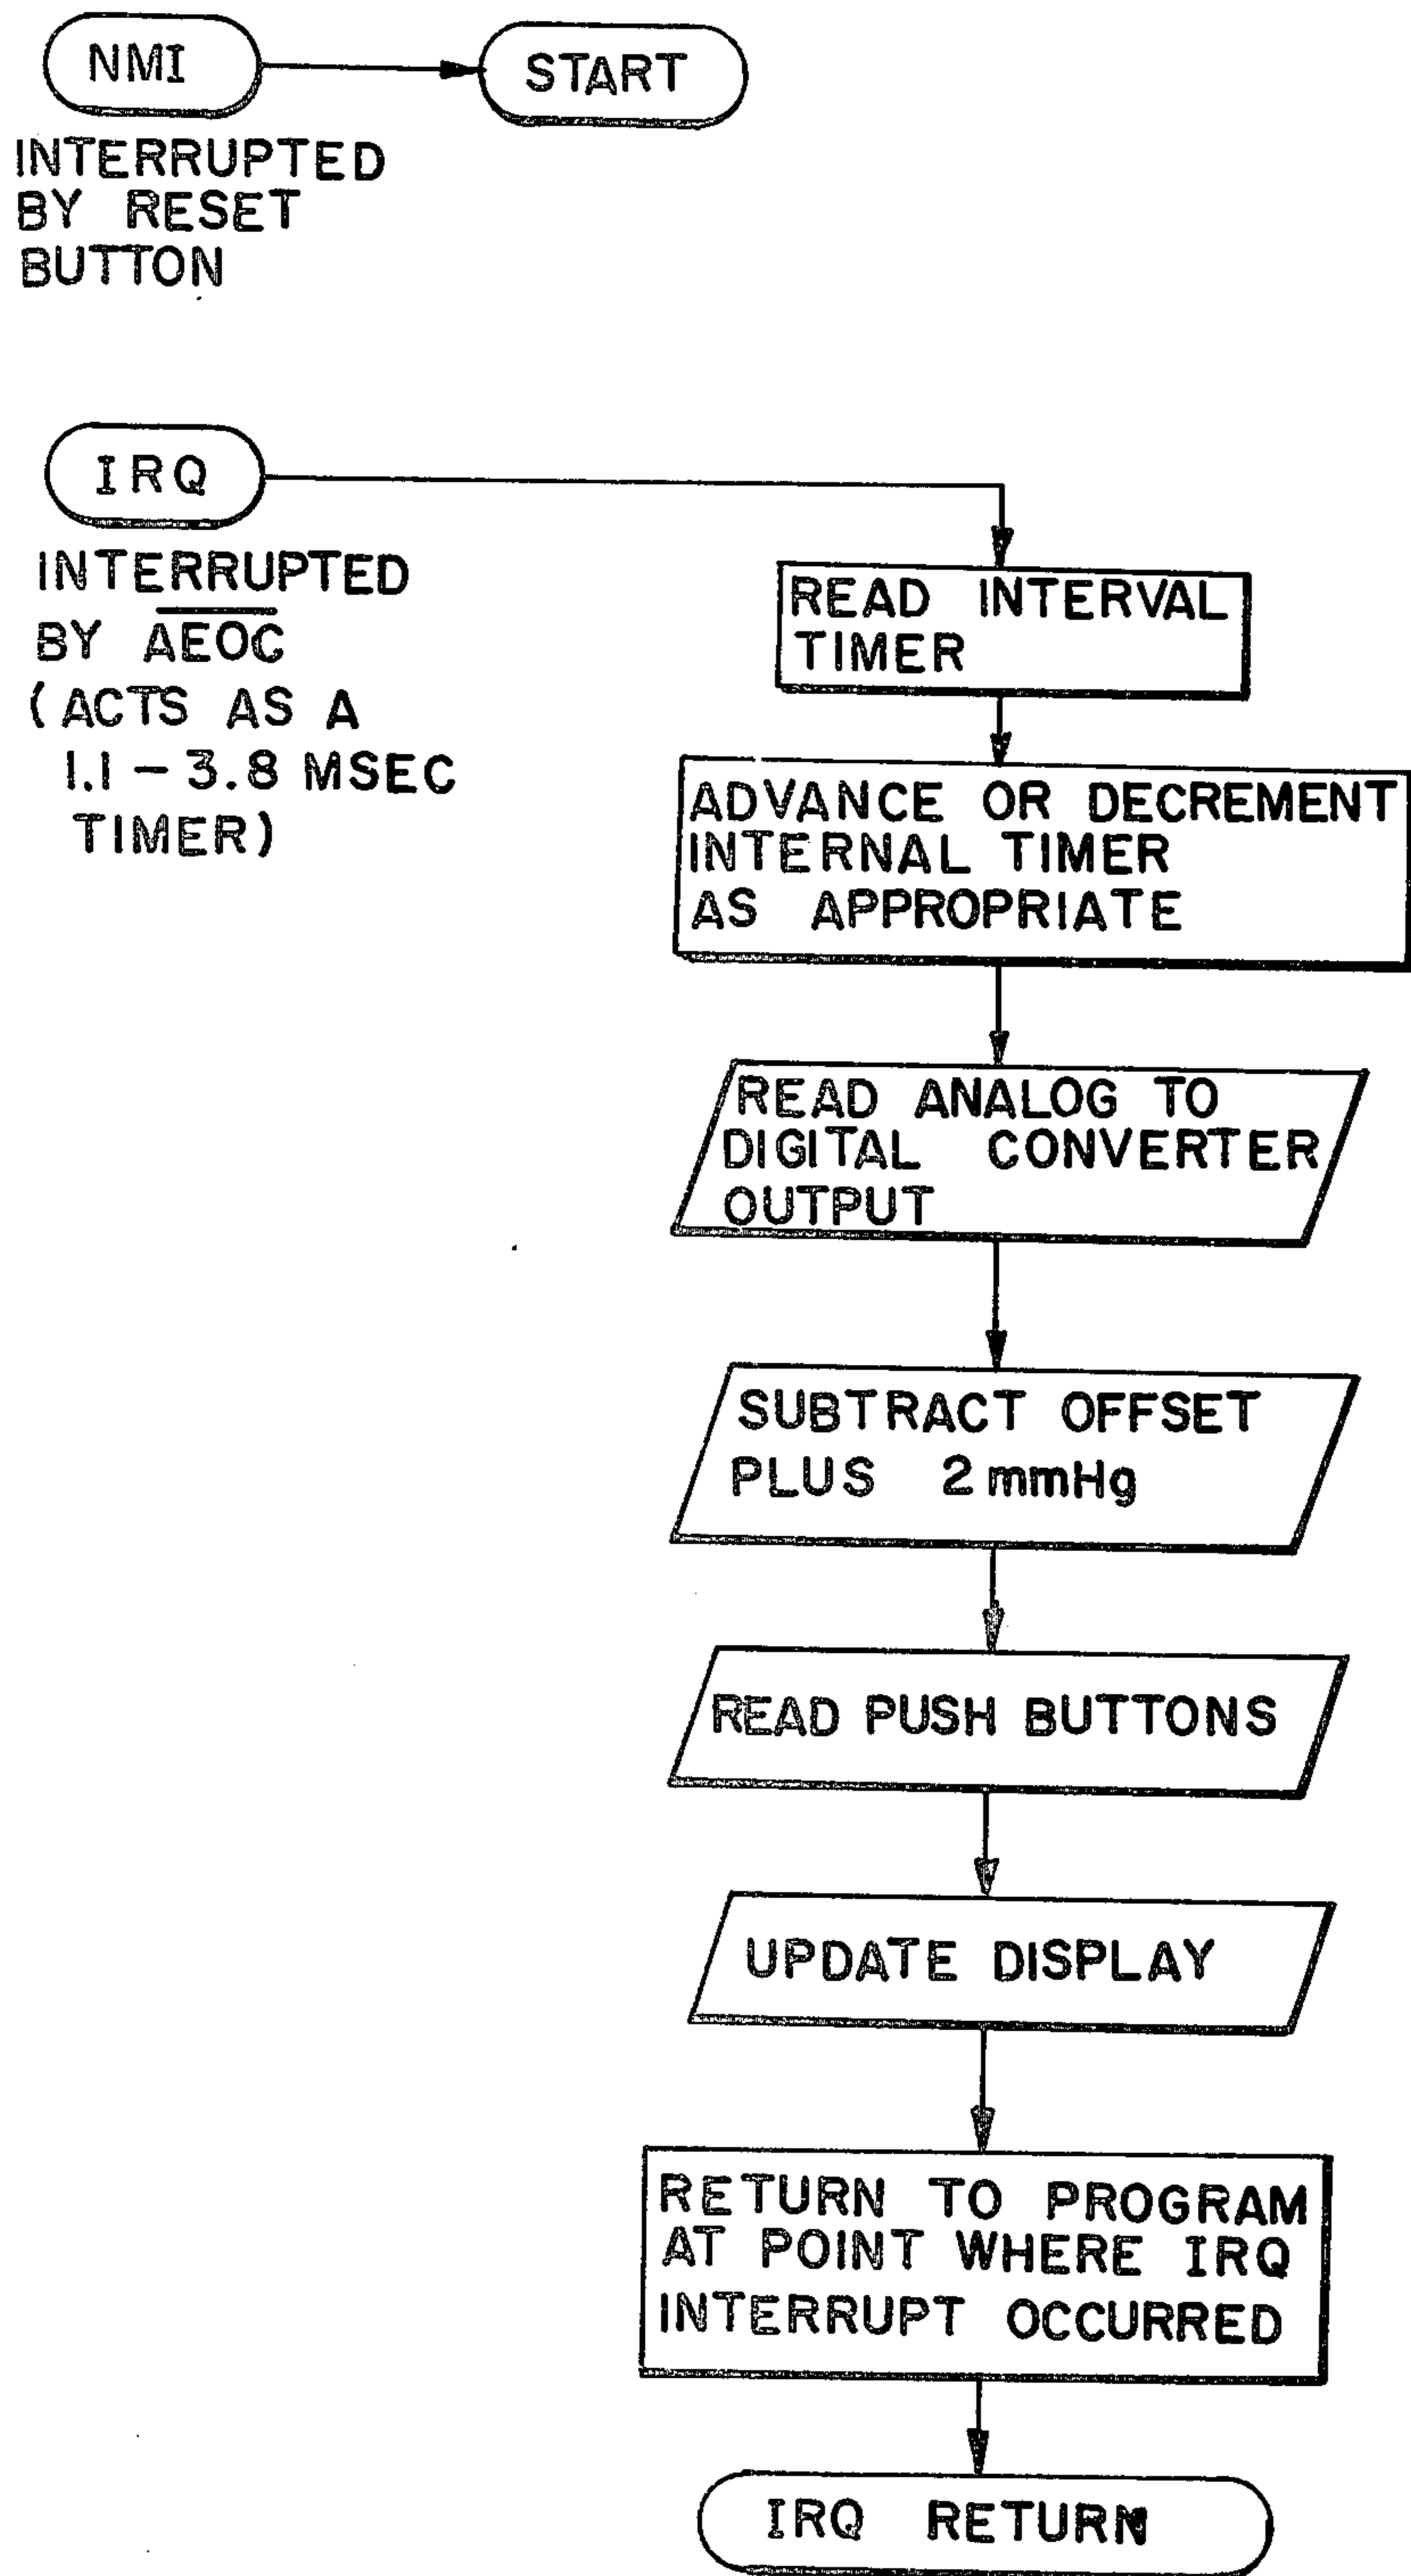 NMI
START
INTERRUPTED
BY RESET
BUTTON
IRQ
INTERRUPTED
BY AEOC
(ACTS AS A
1.1 – 3.8 MSEC
TIMER)
READ INTERVAL
TIMER
ADVANCE OR DECREMENT
INTERNAL TIMER
AS APPROPRIATE
READ ANALOG TO
DIGITAL CONVERTER
OUTPUT
SUBTRACT OFFSET
PLUS 2 mmHg
READ PUSH BUTTONS
UPDATE DISPLAY
RETURN TO PROGRAM
AT POINT WHERE IRQ
INTERRUPT OCCURRED
IRQ RETURN